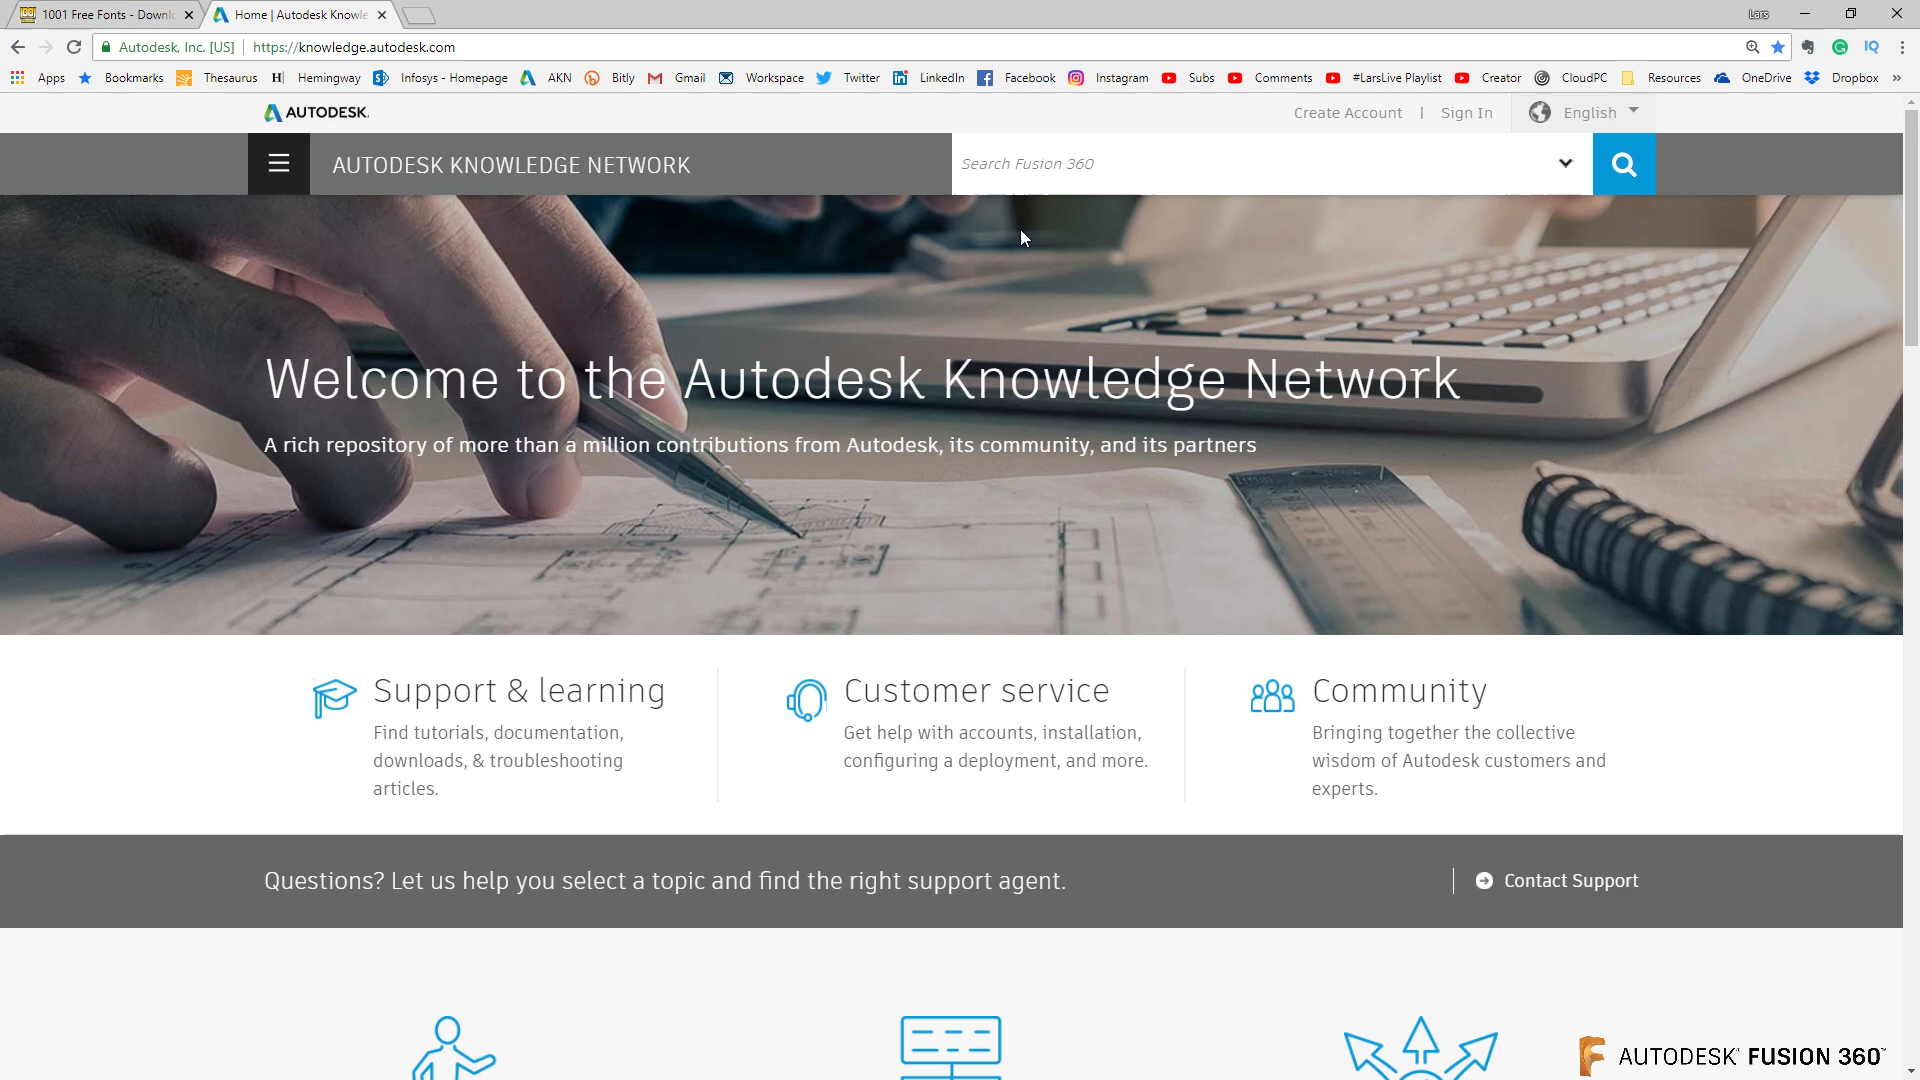 1001 Free Fonts - Downlo
Home | Autodesk Knowle
Lars
Autodesk, Inc. [US]
https://knowledge.autodesk.com
Apps
Bookmarks
Thesaurus
Hemingway
Infosys - Homepage
AKN
Bitly
Gmail
Workspace
Twitter
LinkedIn
Facebook
Instagram
Subs
Comments
#LarsLive Playlist
Creator
CloudPC
Resources
OneDrive
Dropbox
»
AUTODESK.
Create Account | Sign In
English
AUTODESK KNOWLEDGE NETWORK
Search Fusion 360
Welcome to the Autodesk Knowledge Network
A rich repository of more than a million contributions from Autodesk, its community, and its partners
Support & learning
Find tutorials, documentation,
downloads, & troubleshooting
articles.
Customer service
Get help with accounts, installation,
configuring a deployment, and more.
Community
Bringing together the collective
wisdom of Autodesk customers and
experts.
Questions? Let us help you select a topic and find the right support agent.
Contact Support
AUTODESK® FUSION 360™